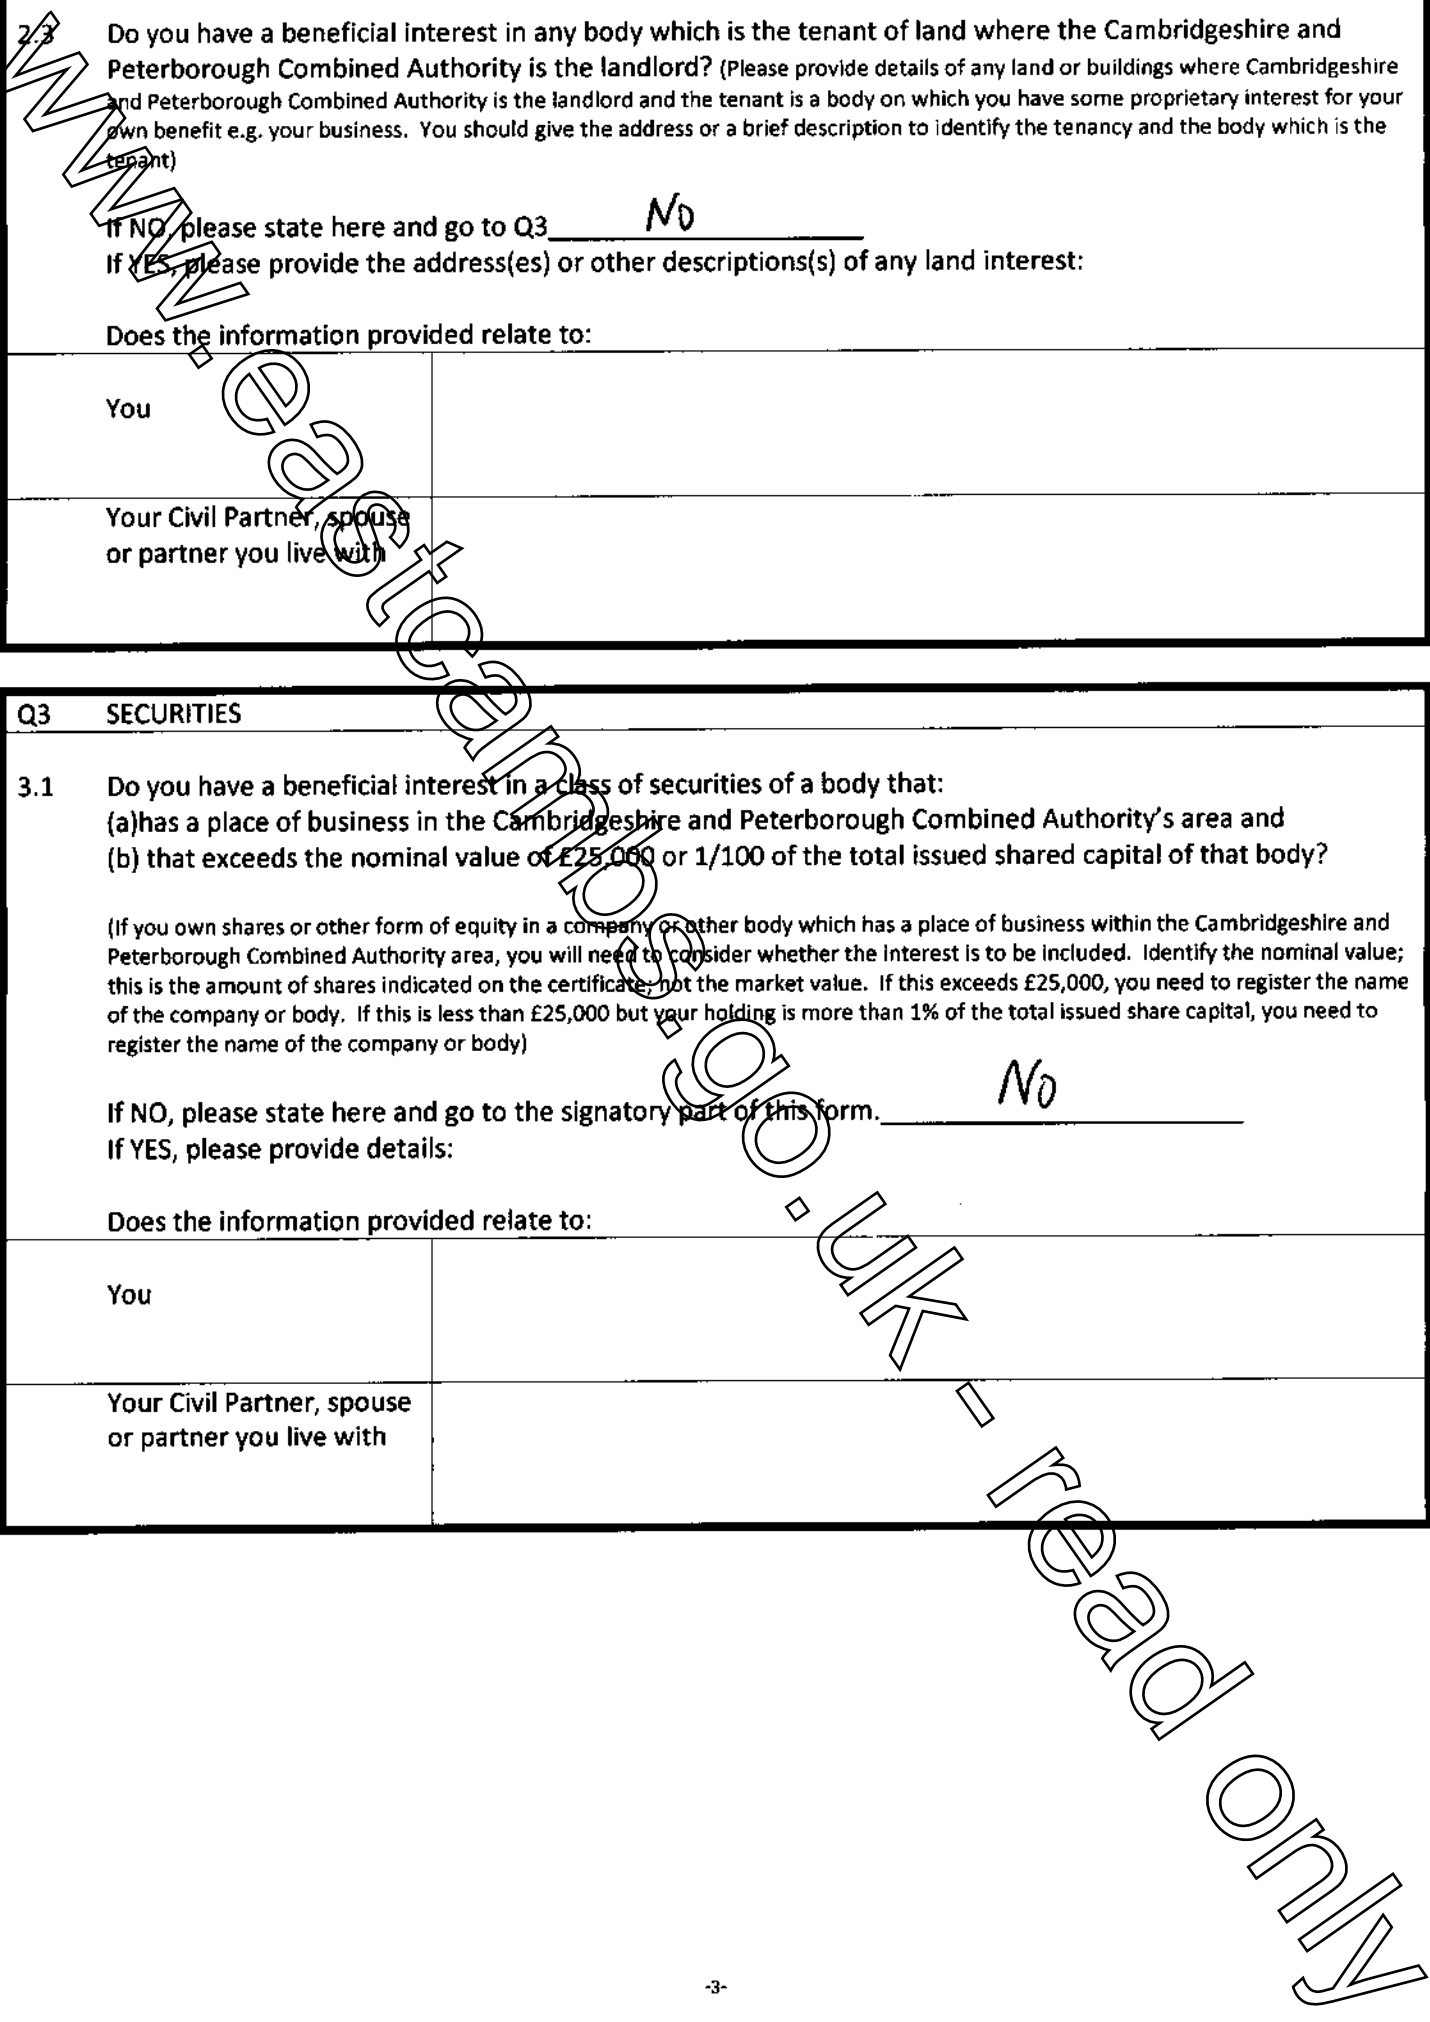 2.3 Do you have a beneficial interest in any body which is the tenant of land where the Cambridgeshire and
Peterborough Combined Authority is the landlord? (Please provide details of any land or buildings where Cambridgeshire
and Peterborough Combined Authority is the landlord and the tenant is a body on which you have some proprietary interest for your
own benefit e.g. your business. You should give the address or a brief description to identify the tenancy and the body which is the
tenant)
If NO, please state here and go to Q3 No
If YES, please provide the address(es) or other descriptions(s) of any land interest:
Does the information provided relate to:
You
Your Civil Partner, spouse
or partner you live with
Q3 SECURITIES
3.1 Do you have a beneficial interest in a class of securities of a body that:
(a)has a place of business in the Cambridgeshire and Peterborough Combined Authority's area and
(b) that exceeds the nominal value of £25,000 or 1/100 of the total issued shared capital of that body?
(If you own shares or other form of equity in a company or other body which has a place of business within the Cambridgeshire and
Peterborough Combined Authority area, you will need to consider whether the interest is to be included. Identify the nominal value;
this is the amount of shares indicated on the certificate, not the market value. If this exceeds £25,000, you need to register the name
of the company or body. If this is less than £25,000 but your holding is more than 1% of the total issued share capital, you need to
register the name of the company or body)
If NO, please state here and go to the signatory part of this form. No
If YES, please provide details:
Does the information provided relate to:
You
Your Civil Partner, spouse
or partner you live with
-3-
www.eastcambs.go.uk - read only